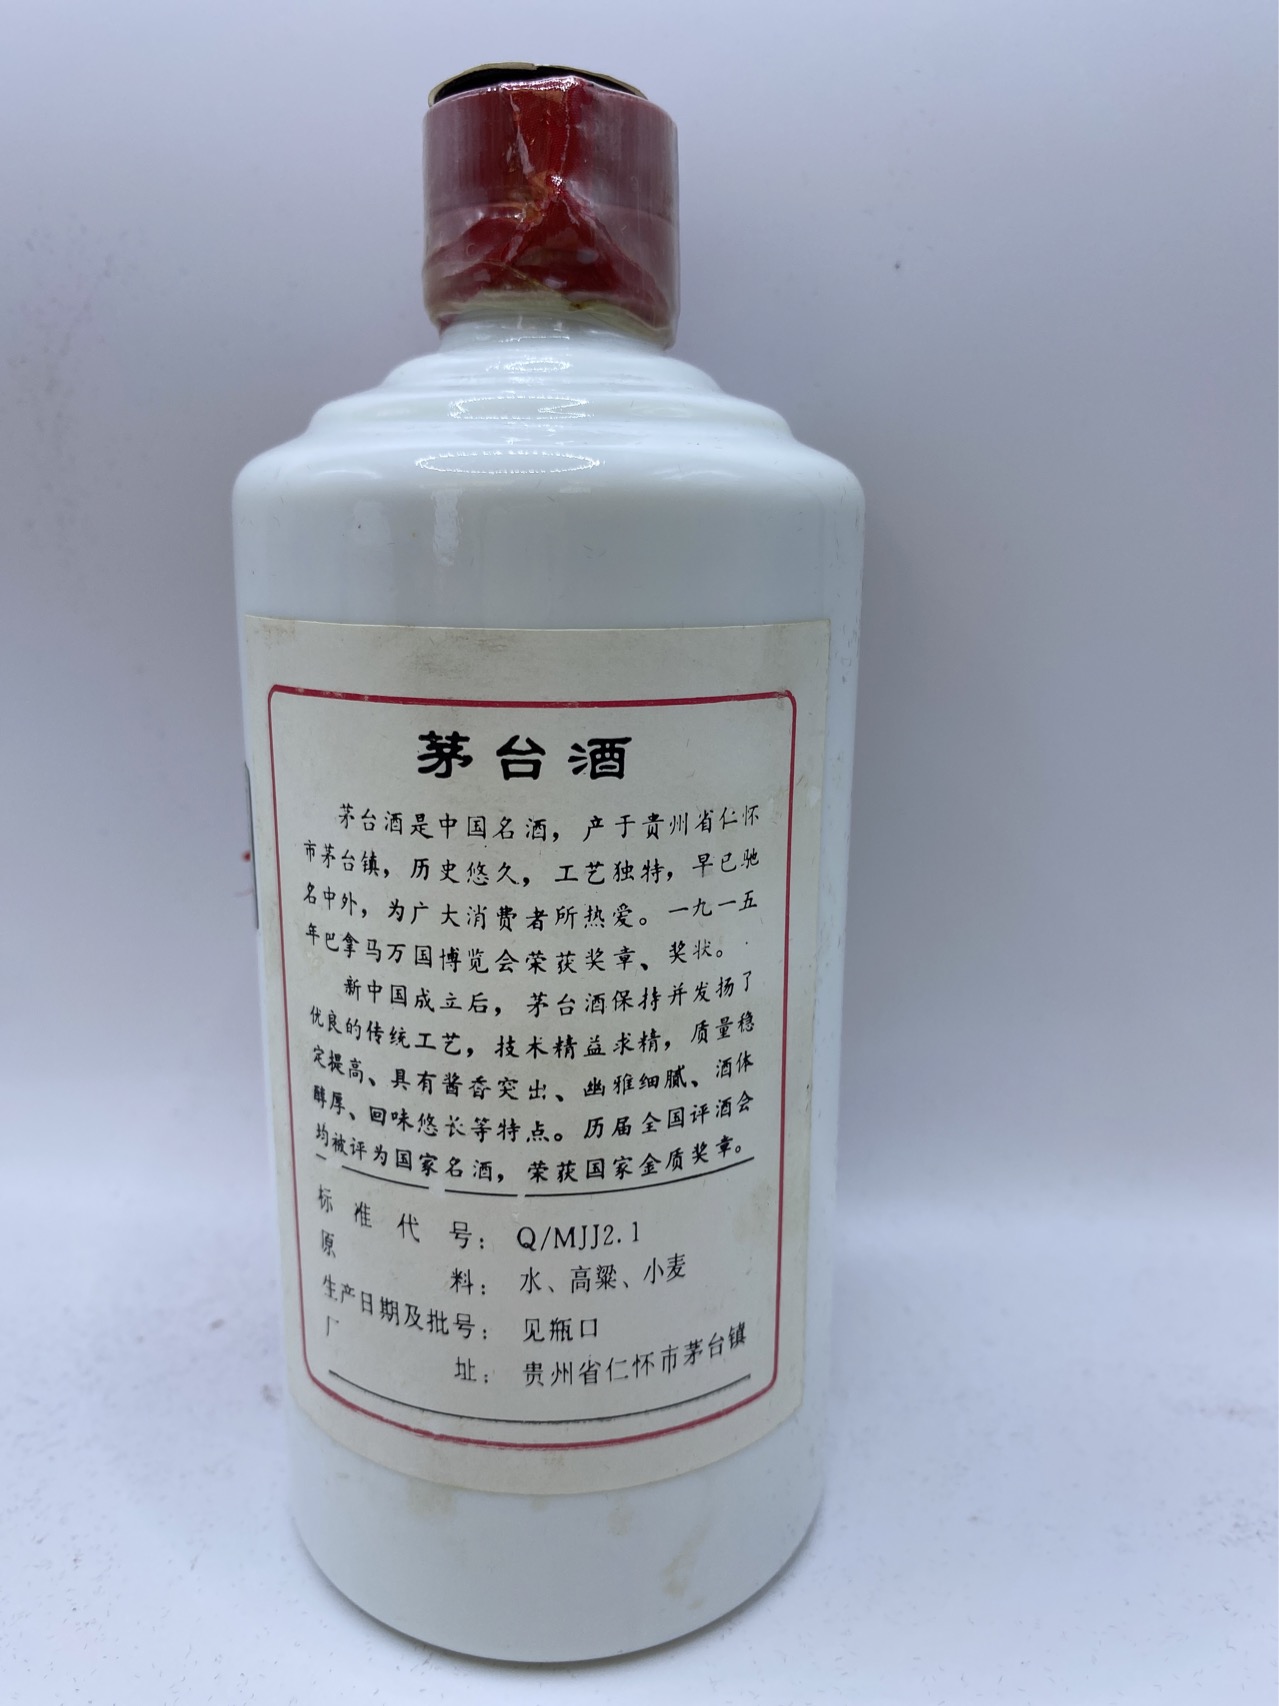 茅台酒
茅台酒是中国名酒，产于贵州省仁怀
市茅台镇，历史悠久，工艺独特，早已驰
名中外，为广大消费者所热爱。一九一五
年巴拿马万国博览会荣获奖章、奖状。
新中国成立后，茅台酒保持并发扬了
优良的传统工艺，技术精益求精，质量稳
定提高、具有酱香突出、幽雅细腻、酒体
醇厚、回味悠长等特点。历届全国评酒会
均被评为国家名酒，荣获国家金质奖章。
标准代号：Q/MJJ2.1
原料：水、高粱、小麦
生产日期及批号：见瓶口
厂址：贵州省仁怀市茅台镇